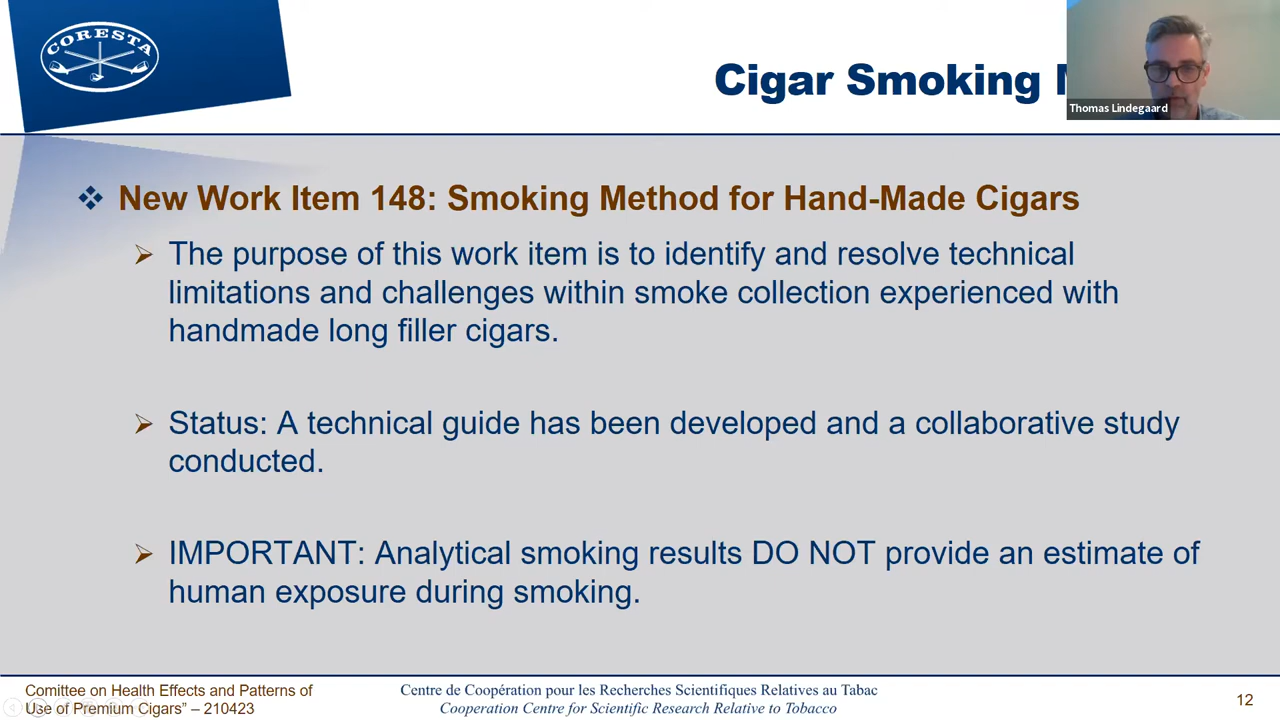 CORESTA
Cigar Smoking
Thomas Lindegaard
New Work Item 148: Smoking Method for Hand-Made Cigars
The purpose of this work item is to identify and resolve technical
limitations and challenges within smoke collection experienced with
handmade long filler cigars.
Status: A technical guide has been developed and a collaborative study
conducted.
IMPORTANT: Analytical smoking results DO NOT provide an estimate of
human exposure during smoking.
Comittee on Health Effects and Patterns of
Use of Premium Cigars” – 210423
Centre de Coopération pour les Recherches Scientifiques Relatives au Tabac
Cooperation Centre for Scientific Research Relative to Tobacco
12